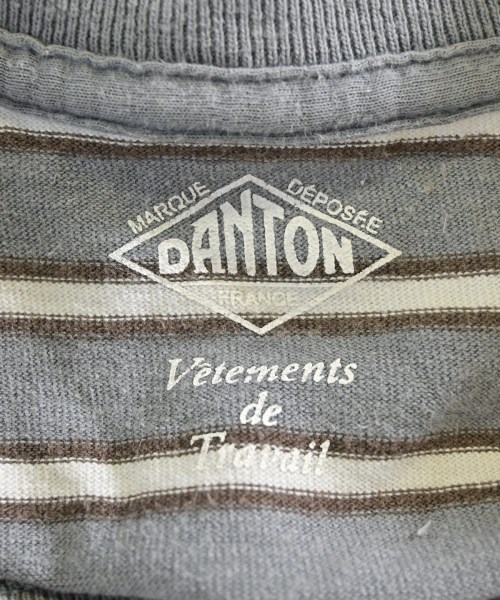 MARQUE DÉPOSÉE
DANTON
FRANCE
Vêtements
de
Travail